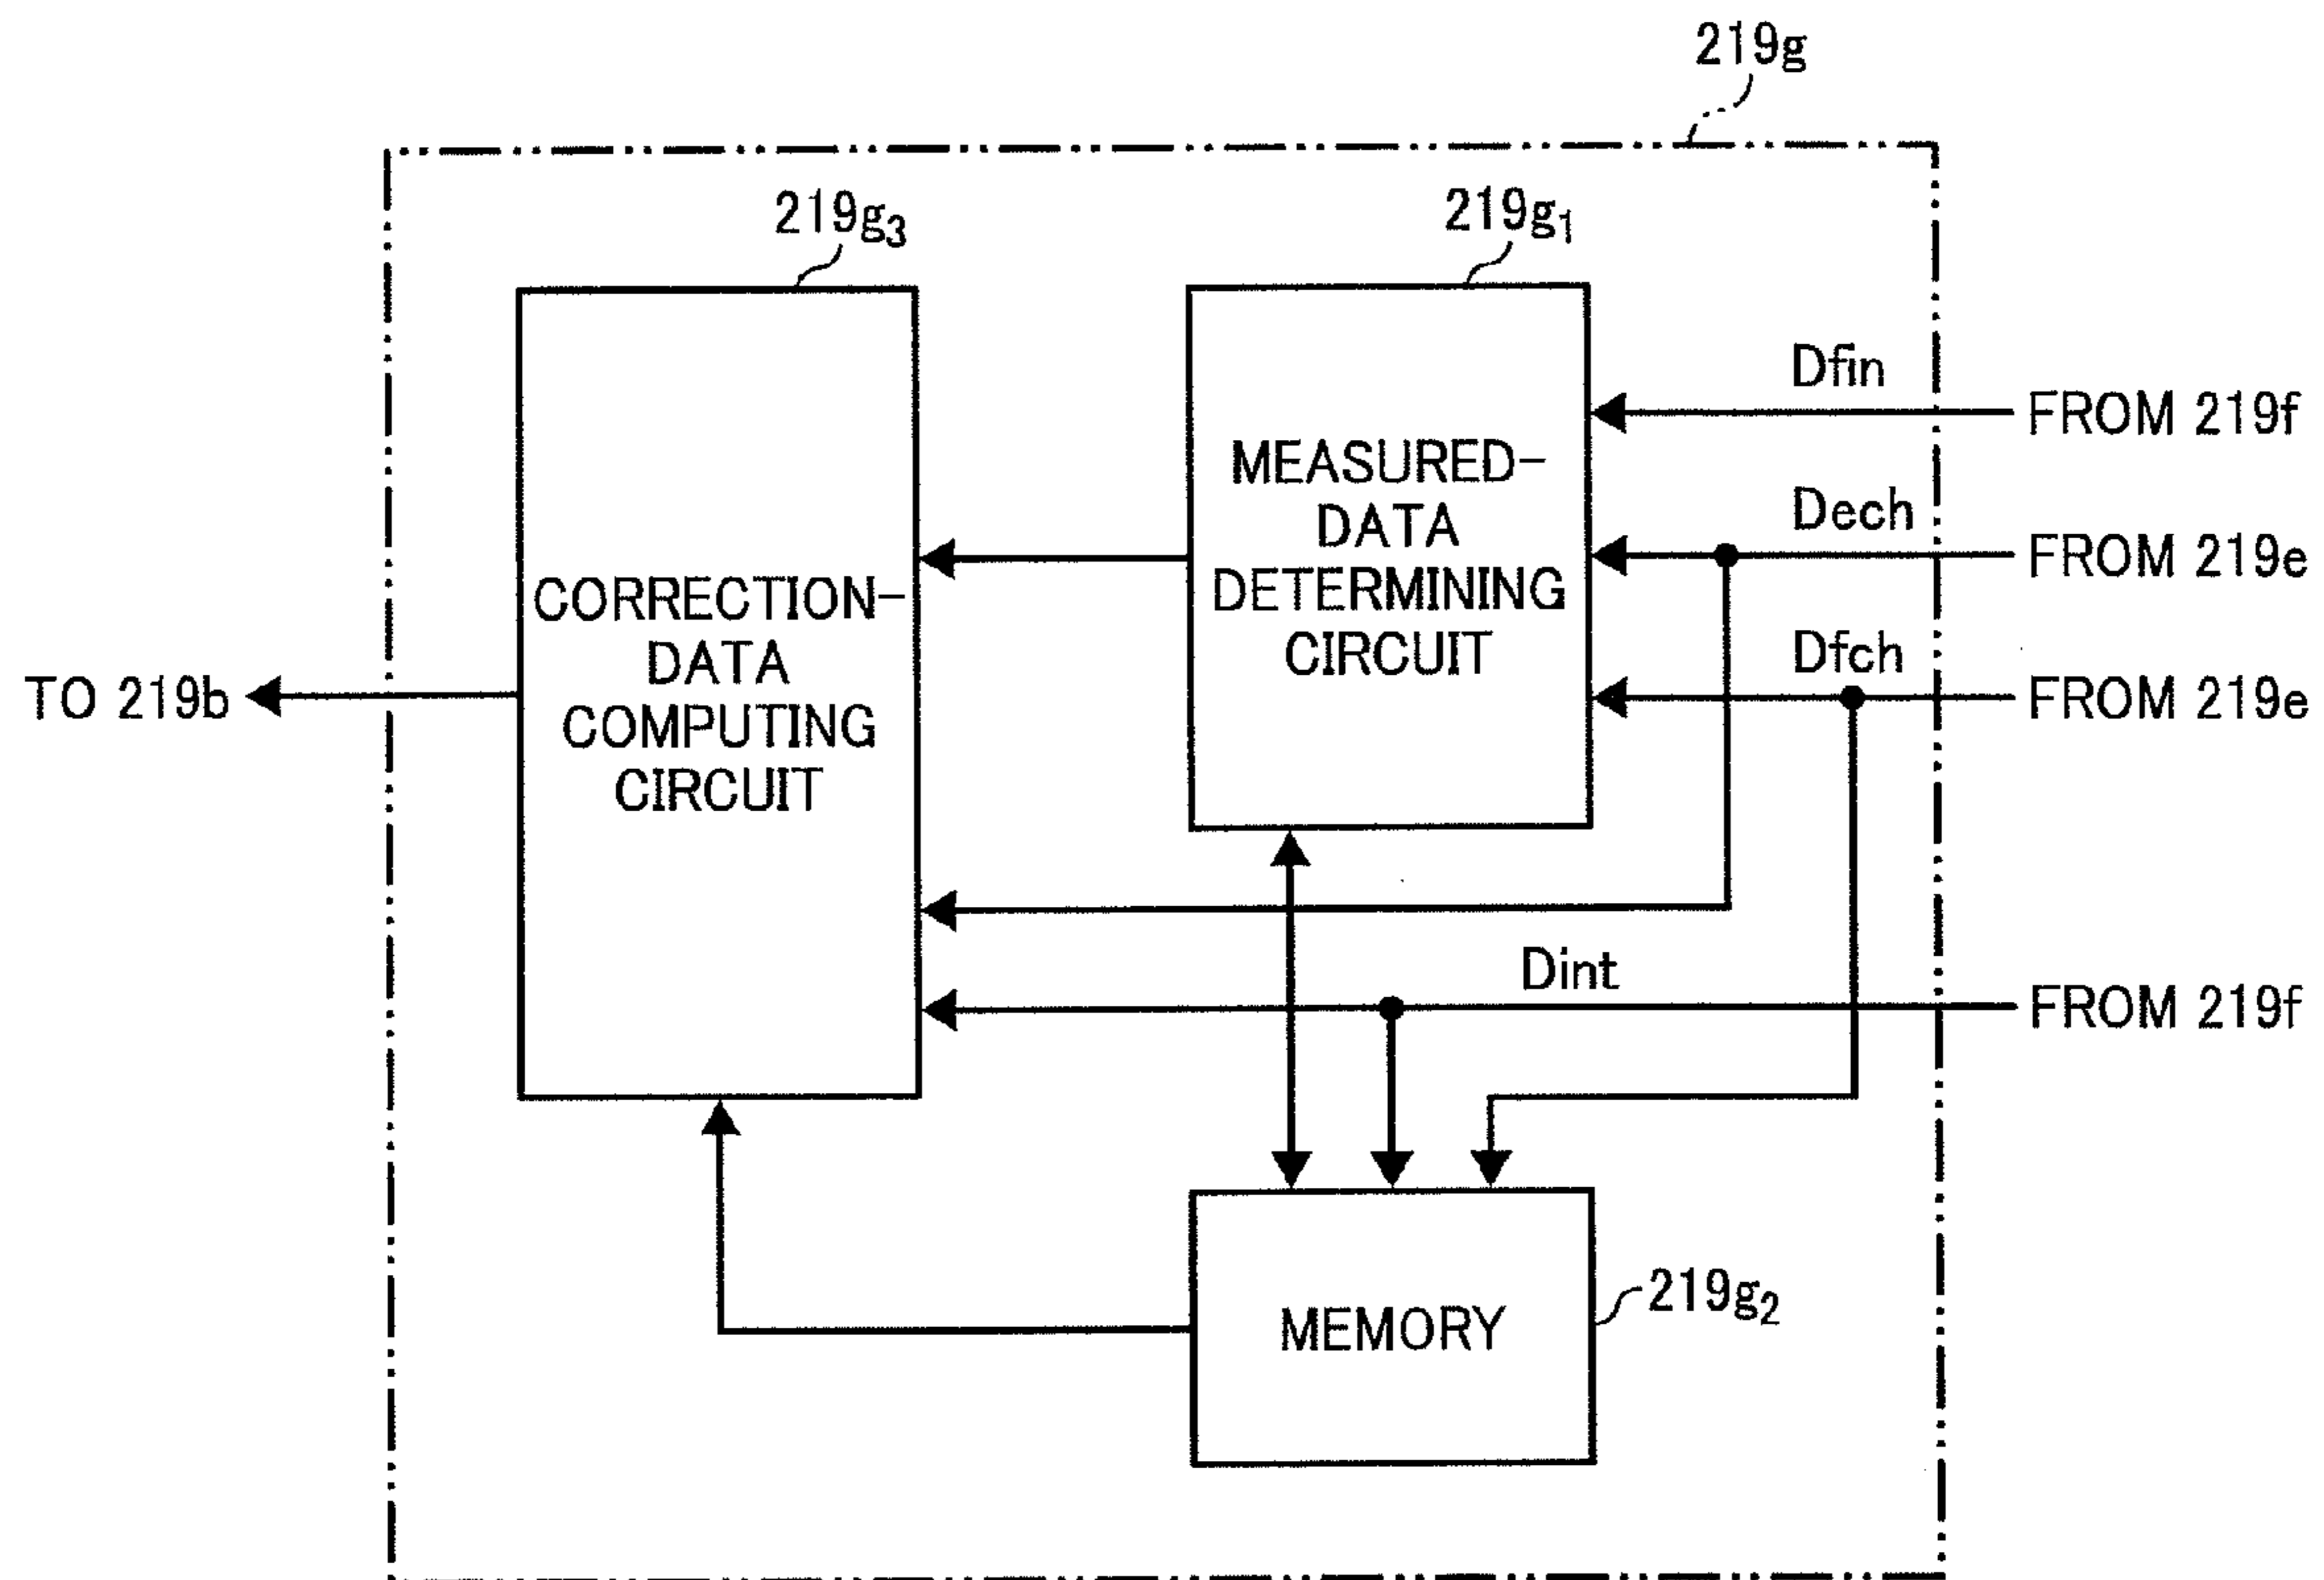 219g
219g₃
219g₁
Dfin
FROM 219f
MEASURED-
DATA
DETERMINING
CIRCUIT
Dech
FROM 219e
CORRECTION-
DATA
COMPUTING
CIRCUIT
Dfch
FROM 219e
TO 219b
Dint
FROM 219f
219g₂
MEMORY